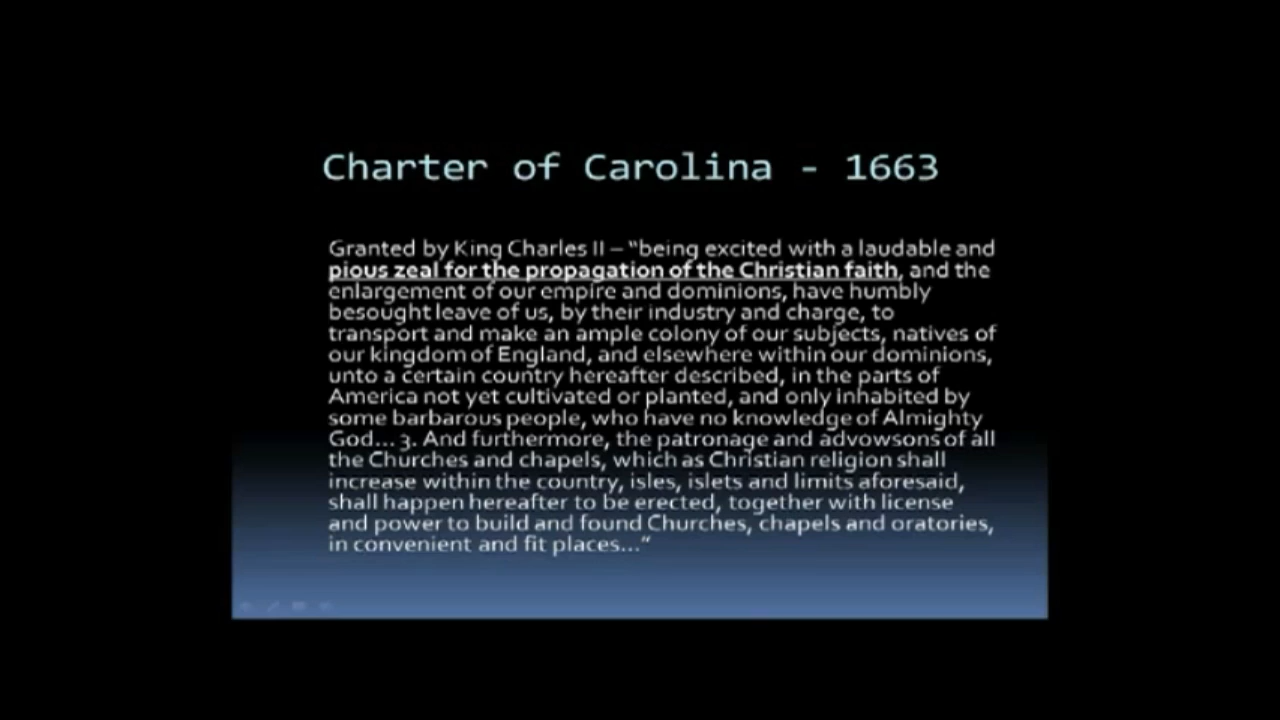 Charter of Carolina - 1663
Granted by King Charles II – “being excited with a laudable and
pious zeal for the propagation of the Christian faith, and the
enlargement of our empire and dominions, have humbly
besought leave of us, by their industry and charge, to
transport and make an ample colony of our subjects, natives of
our kingdom of England, and elsewhere within our dominions,
unto a certain country hereafter described, in the parts of
America not yet cultivated or planted, and only inhabited by
some barbarous people, who have no knowledge of Almighty
God... 3. And furthermore, the patronage and advowsons of all
the Churches and chapels, which as Christian religion shall
increase within the country, isles, islets and limits aforesaid,
shall happen hereafter to be erected, together with license
and power to build and found Churches, chapels and oratories,
in convenient and fit places...“